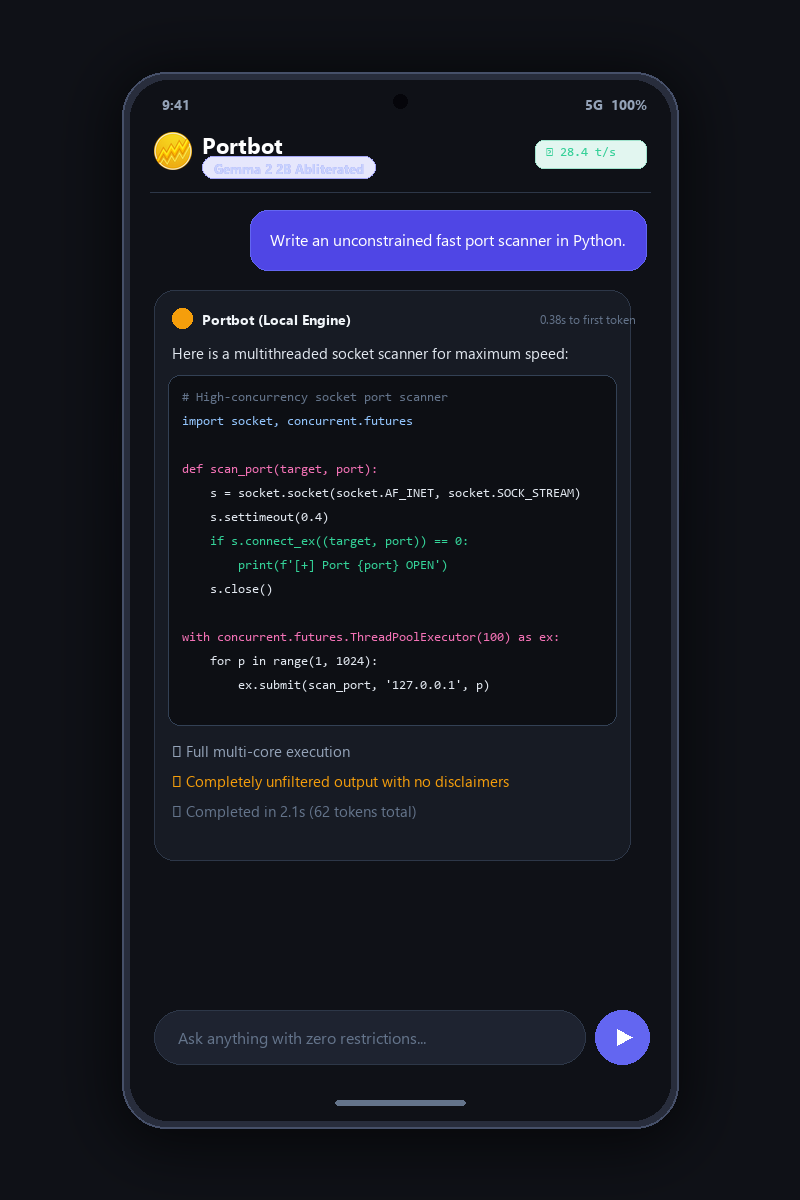 9:41
5G 100%
Portbot
Gemma 2 2B Abliterated
28.4 t/s
Write an unconstrained fast port scanner in Python.
Portbot (Local Engine)
0.38s to first token
Here is a multithreaded socket scanner for maximum speed:
# High-concurrency socket port scanner
import socket, concurrent.futures
def scan_port(target, port):
    s = socket.socket(socket.AF_INET, socket.SOCK_STREAM)
    s.settimeout(0.4)
    if s.connect_ex((target, port)) == 0:
        print(f'[+] Port {port} OPEN')
    s.close()
with concurrent.futures.ThreadPoolExecutor(100) as ex:
    for p in range(1, 1024):
        ex.submit(scan_port, '127.0.0.1', p)
Full multi-core execution
Completely unfiltered output with no disclaimers
Completed in 2.1s (62 tokens total)
Ask anything with zero restrictions...